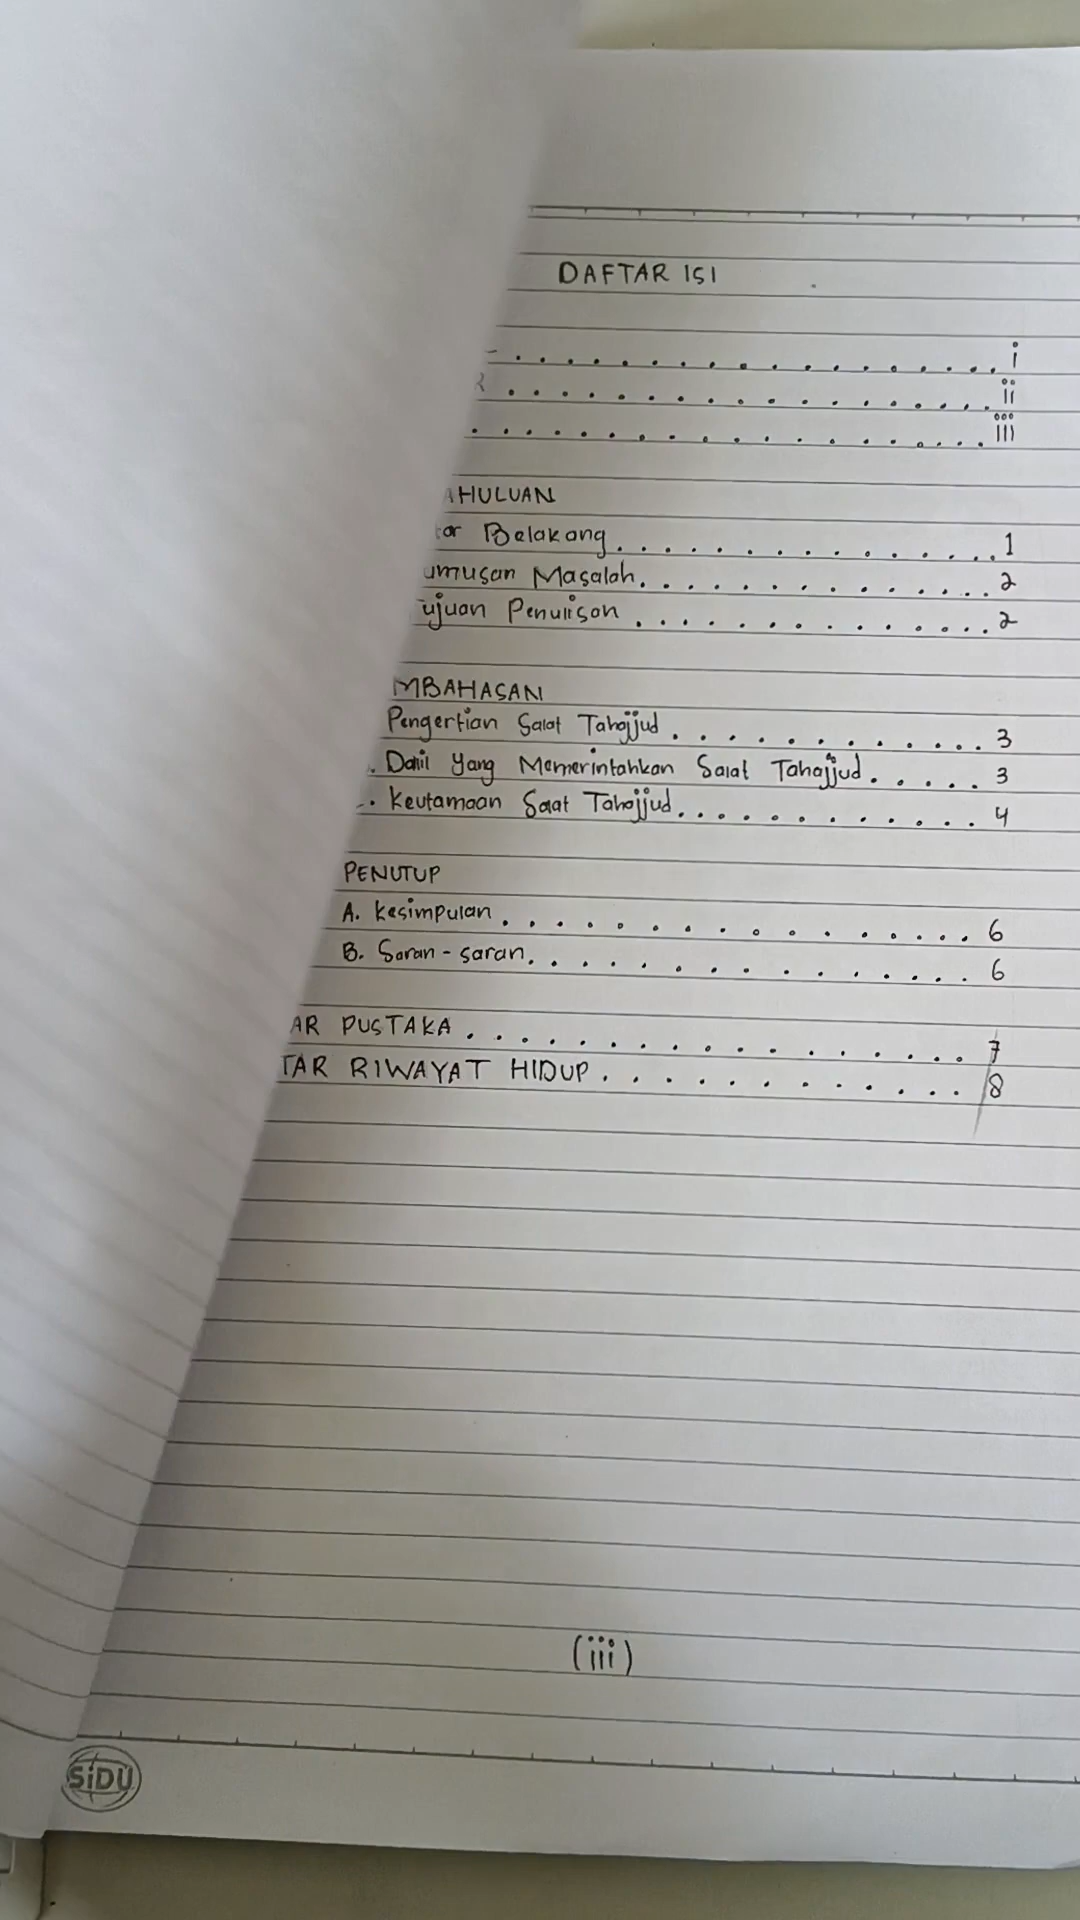 DAFTAR ISI
. . . . . . . . . . . . . . . . i
. . . . . . . . . . . . . . . . ii
. . . . . . . . . . . . . . . . iii
AHULUAN
Belakang . . . . . . . . . . . . 1
umusan Masalah . . . . . . . . . . . . 2
ujuan Penulisan . . . . . . . . . . . . 2
MBAHASAN
Pengertian Salat Tahajjud . . . . . . . . . . . 3
Dalil Yang Memerintahkan Salat Tahajjud . . . . . 3
Keutamaan Salat Tahajjud . . . . . . . . . . . 4
PENUTUP
A. Kesimpulan . . . . . . . . . . . . . . 6
B. Saran - saran . . . . . . . . . . . . . 6
AR PUSTAKA . . . . . . . . . . . . . . . 7
TAR RIWAYAT HIDUP . . . . . . . . . . . 8
(iii)
SiDU